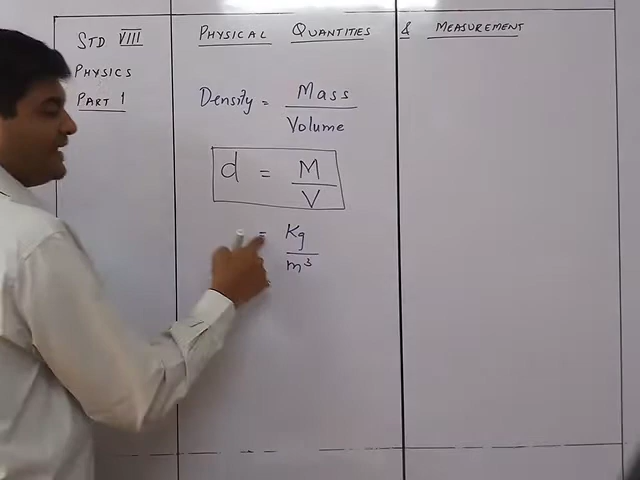 STD VIII
PHYSICS
PART 1
PHYSICAL QUANTITIES & MEASUREMENT
Density = Mass
Volume
d = M
V
= Kg
m³